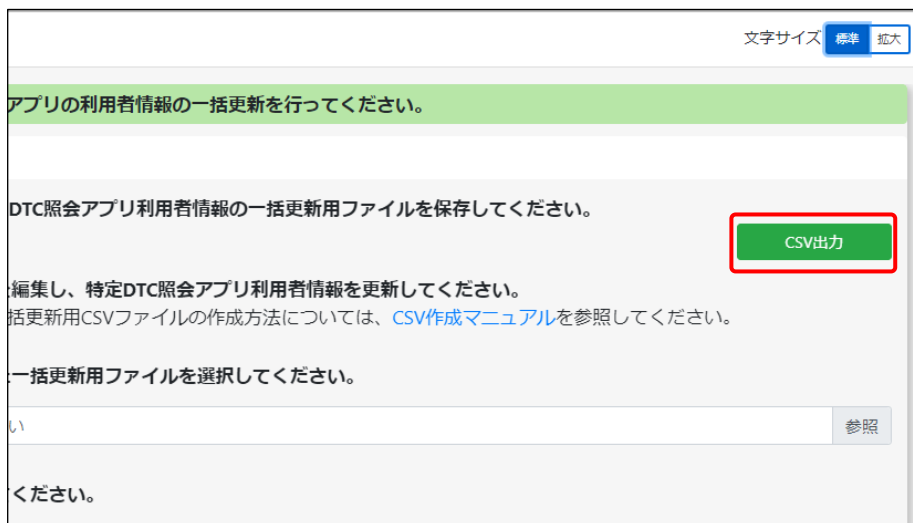 文字サイズ 標準 拡大
アプリの利用者情報の一括更新を行ってください。
DTC照会アプリ利用者情報の一括更新用ファイルを保存してください。
CSV出力
編集し、特定DTC照会アプリ利用者情報を更新してください。
括更新用CSVファイルの作成方法については、CSV作成マニュアルを参照してください。
一括更新用ファイルを選択してください。
い 参照
ください。